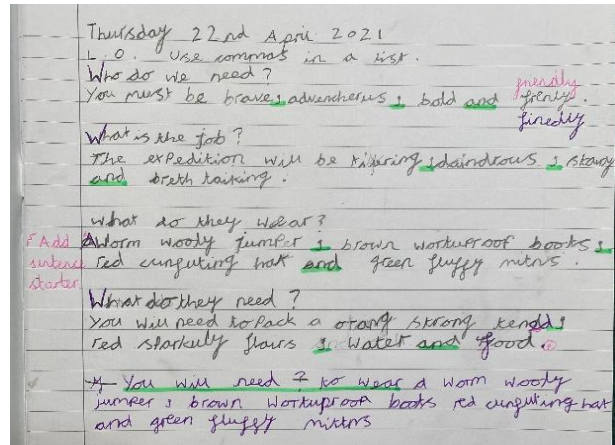 Thursday 22nd April 2021
L.O. Use commas in a list.
Who do we need?
You must be brave, advencherus, bold and frenly.
friendly
finedly
What is the job?
The expedition will be tiring, daindrous, skary
and breth taiking.
What do they wear?
A Worm wooly jumper, brown wortuproof boots,
red cunguting hat and green fluffy mitns.
Add
sentence
starter
What do they need?
You will need to Pack a orang strong tend,
red sparkuly flairs, water and food.
You will need to wear a worm wooly
jumper, brown wortuproof boots red cunguting hat
and green fluffy mittns